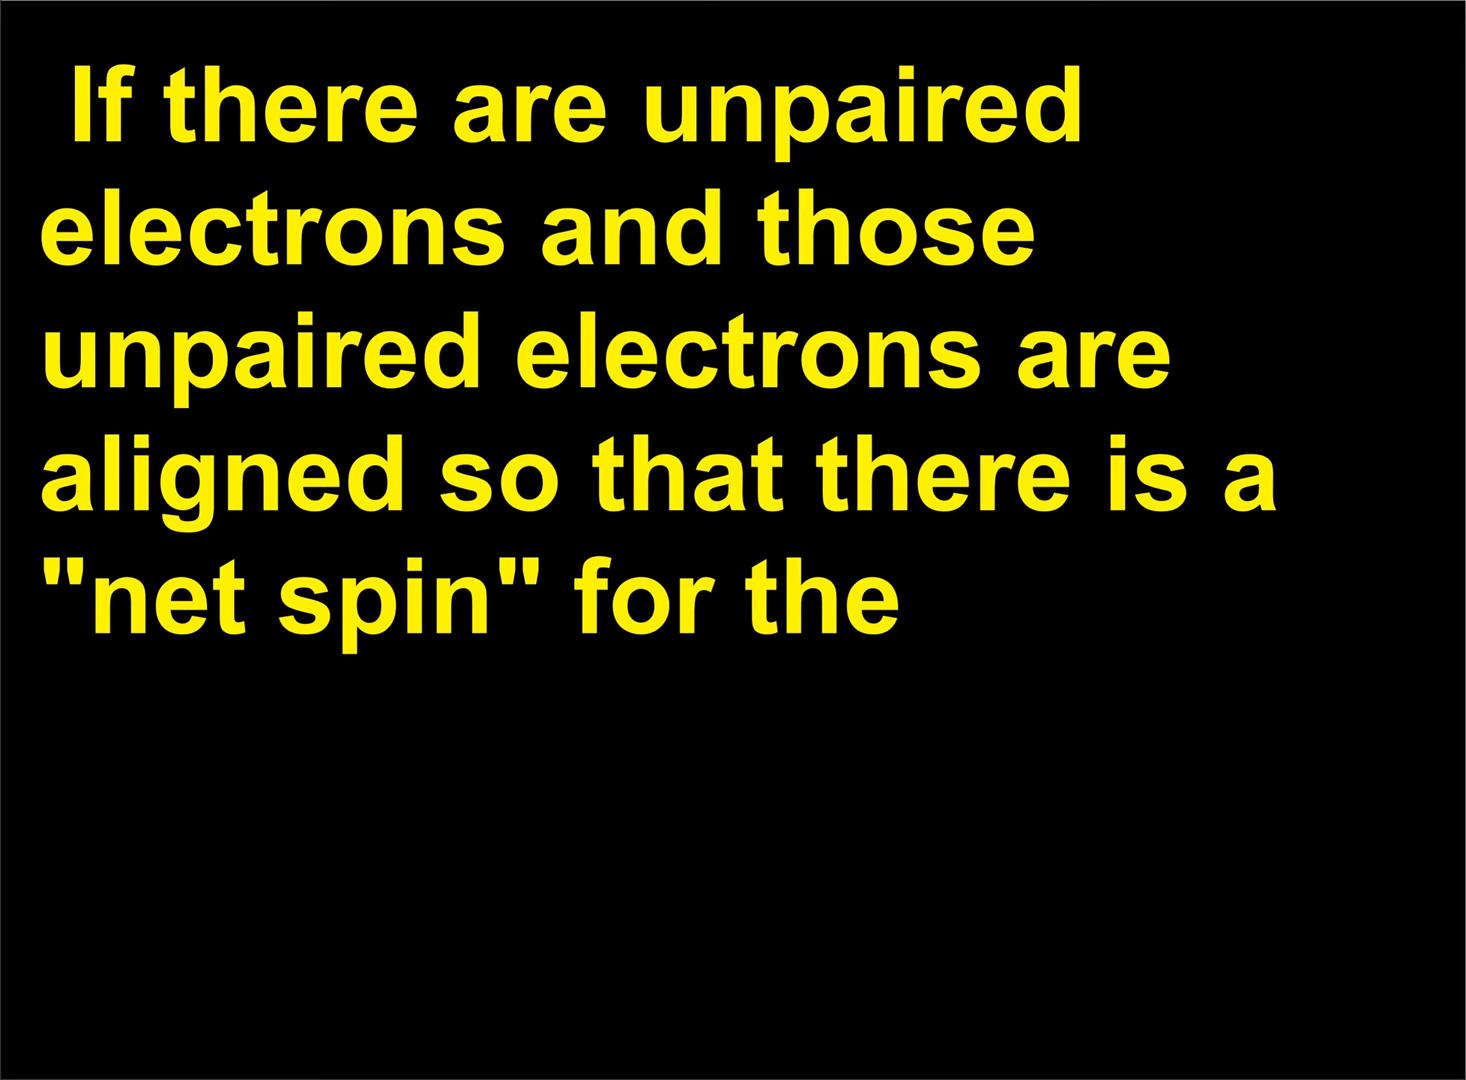 If there are unpaired
electrons and those
unpaired electrons are
aligned so that there is a
"net spin" for the